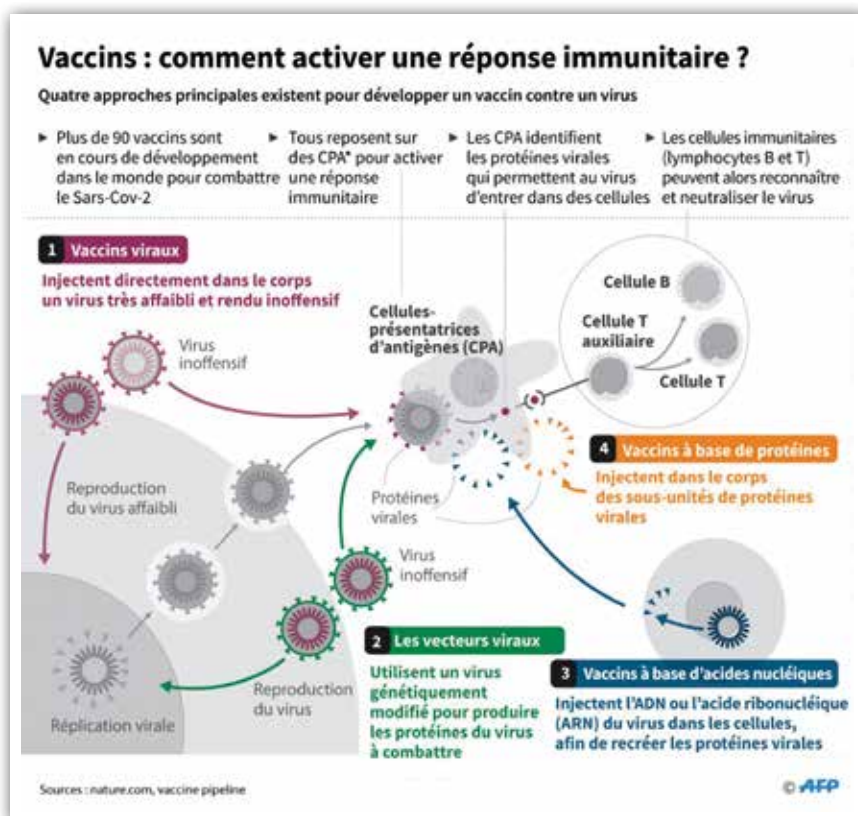 Vaccins : comment activer une réponse immunitaire ?
Quatre approches principales existent pour développer un vaccin contre un virus
► Plus de 90 vaccins sont
en cours de développement
dans le monde pour combattre
le Sars-Cov-2
► Tous reposent sur
des CPA* pour activer
une réponse
immunitaire
► Les CPA identifient
les protéines virales
qui permettent au virus
d'entrer dans des cellules
► Les cellules immunitaires
(lymphocytes B et T)
peuvent alors reconnaître
et neutraliser le virus
1 Vaccins viraux
Injectent directement dans le corps
un virus très affaibli et rendu inoffensif
Virus
inoffensif
Cellules-
présentatrices
d'antigènes (CPA)
Cellule B
Cellule T
auxiliaire
Cellule T
Reproduction
du virus affaibli
Protéines
virales
4 Vaccins à base de protéines
Injectent dans le corps
des sous-unités de protéines
virales
Virus
inoffensif
2 Les vecteurs viraux
Utilisent un virus
génétiquement
modifié pour produire
les protéines du virus
à combattre
Reproduction
du virus
Réplication virale
3 Vaccins à base d'acides nucléiques
Injectent l'ADN ou l'acide ribonucléique
(ARN) du virus dans les cellules,
afin de recréer les protéines virales
Sources : nature.com, vaccine pipeline
© AFP